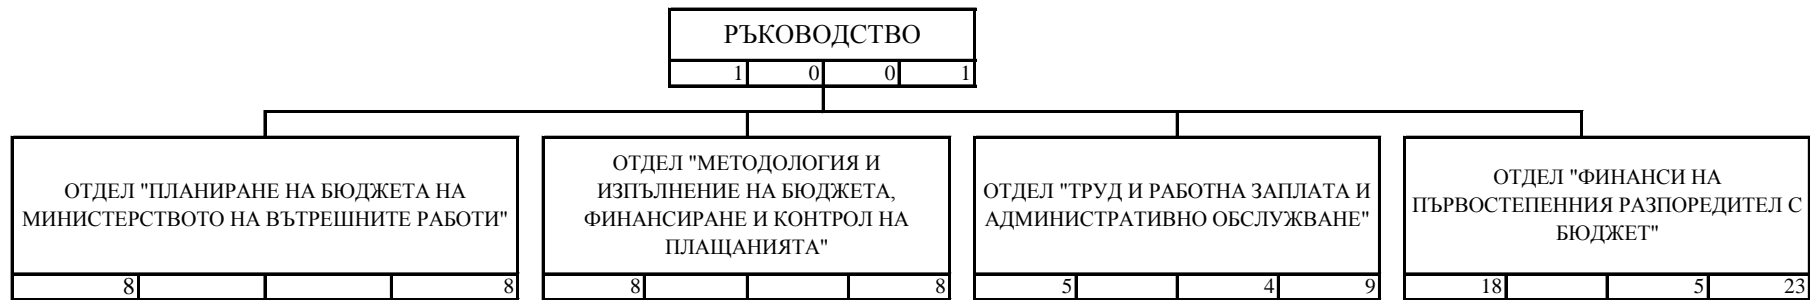 РЪКОВОДСТВО
1 0 0 1
ОТДЕЛ "ПЛАНИРАНЕ НА БЮДЖЕТА НА
МИНИСТЕРСТВОТО НА ВЪТРЕШНИТЕ РАБОТИ"
8 8
ОТДЕЛ "МЕТОДОЛОГИЯ И
ИЗПЪЛНЕНИЕ НА БЮДЖЕТА,
ФИНАНСИРАНЕ И КОНТРОЛ НА
ПЛАЩАНИЯТА"
8 8
ОТДЕЛ "ТРУД И РАБОТНА ЗАПЛАТА И
АДМИНИСТРАТИВНО ОБСЛУЖВАНЕ"
5 4 9
ОТДЕЛ "ФИНАНСИ НА
ПЪРВОСТЕПЕННИЯ РАЗПОРЕДИТЕЛ С
БЮДЖЕТ"
18 5 23